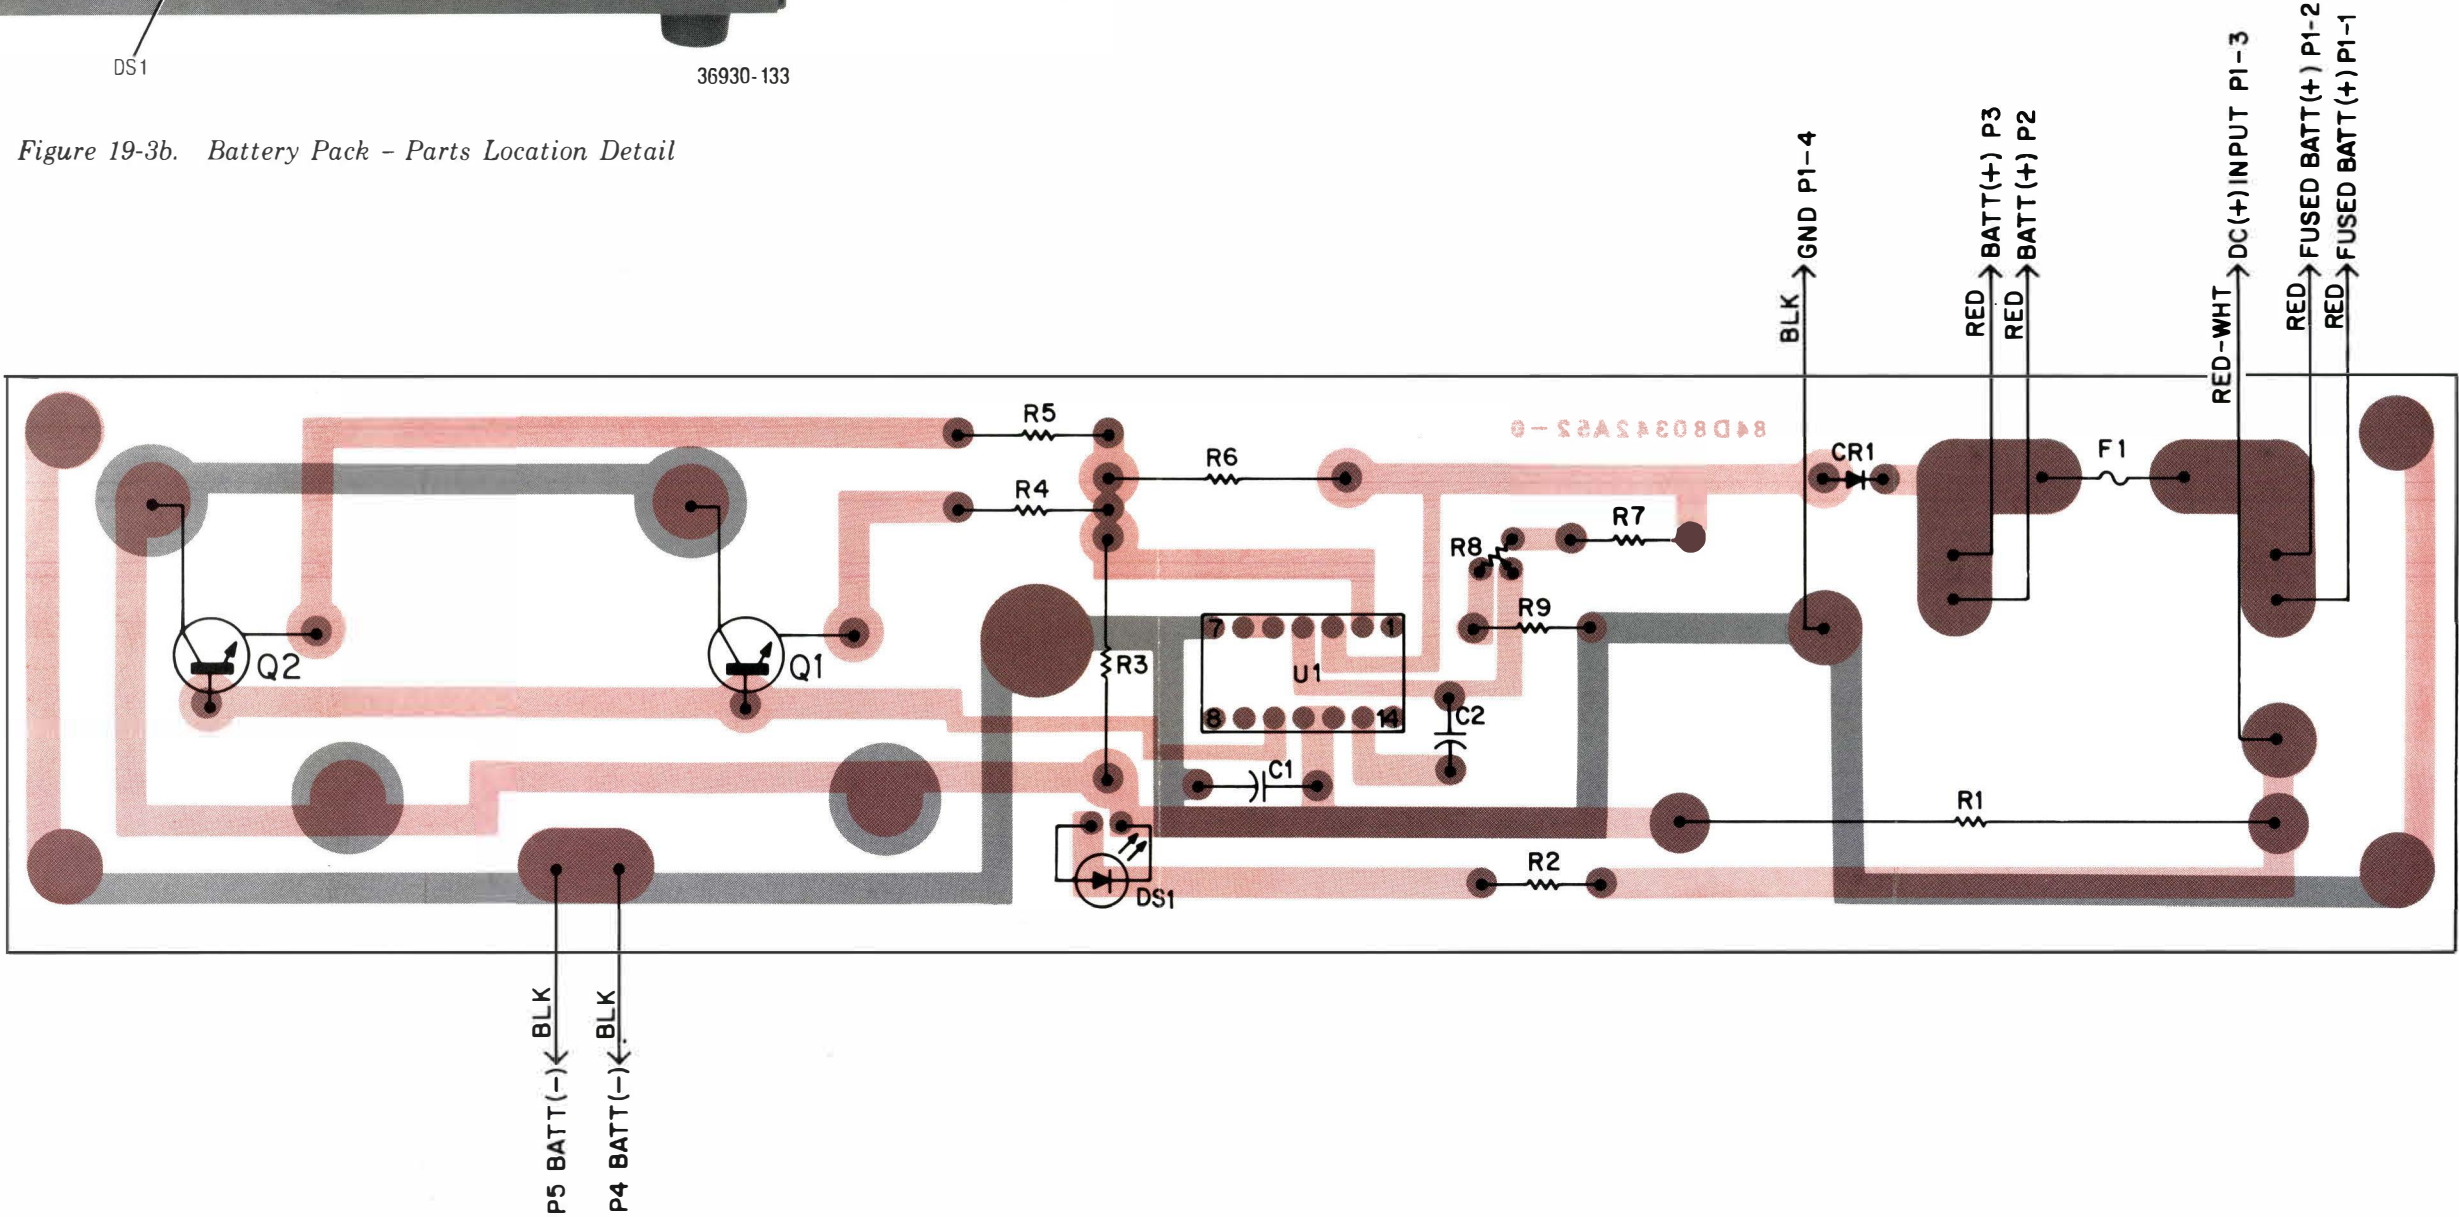 DS1
36930-133
Figure 19-3b. Battery Pack - Parts Location Detail
GND P1-4
BATT(+) P3
BATT(+) P2
DC(+)INPUT P1-3
FUSED BATT(+) P1-2
FUSED BATT(+)P1-1
BLK
RED
RED
RED-WHT
RED
RED
84D80342A52-0
R5
R6
R4
CR1
F1
R7
R8
R9
7
1
U1
R3
Q2
Q1
8
14
C2
C1
R1
R2
DS1
BLK
BLK
P5 BATT(-)
P4 BATT(-)